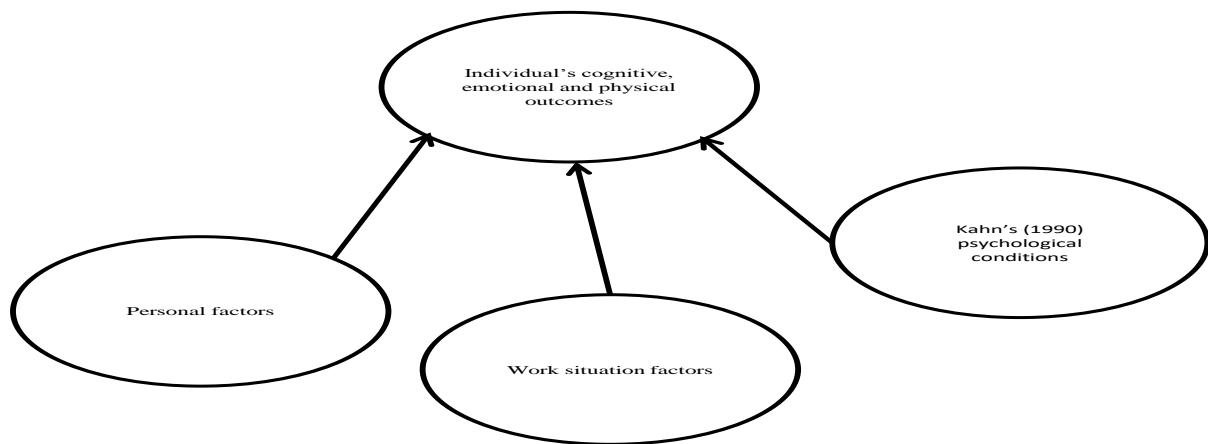 Individual's cognitive,
emotional and physical
outcomes
Kahn's (1990)
psychological
conditions
Personal factors
Work situation factors